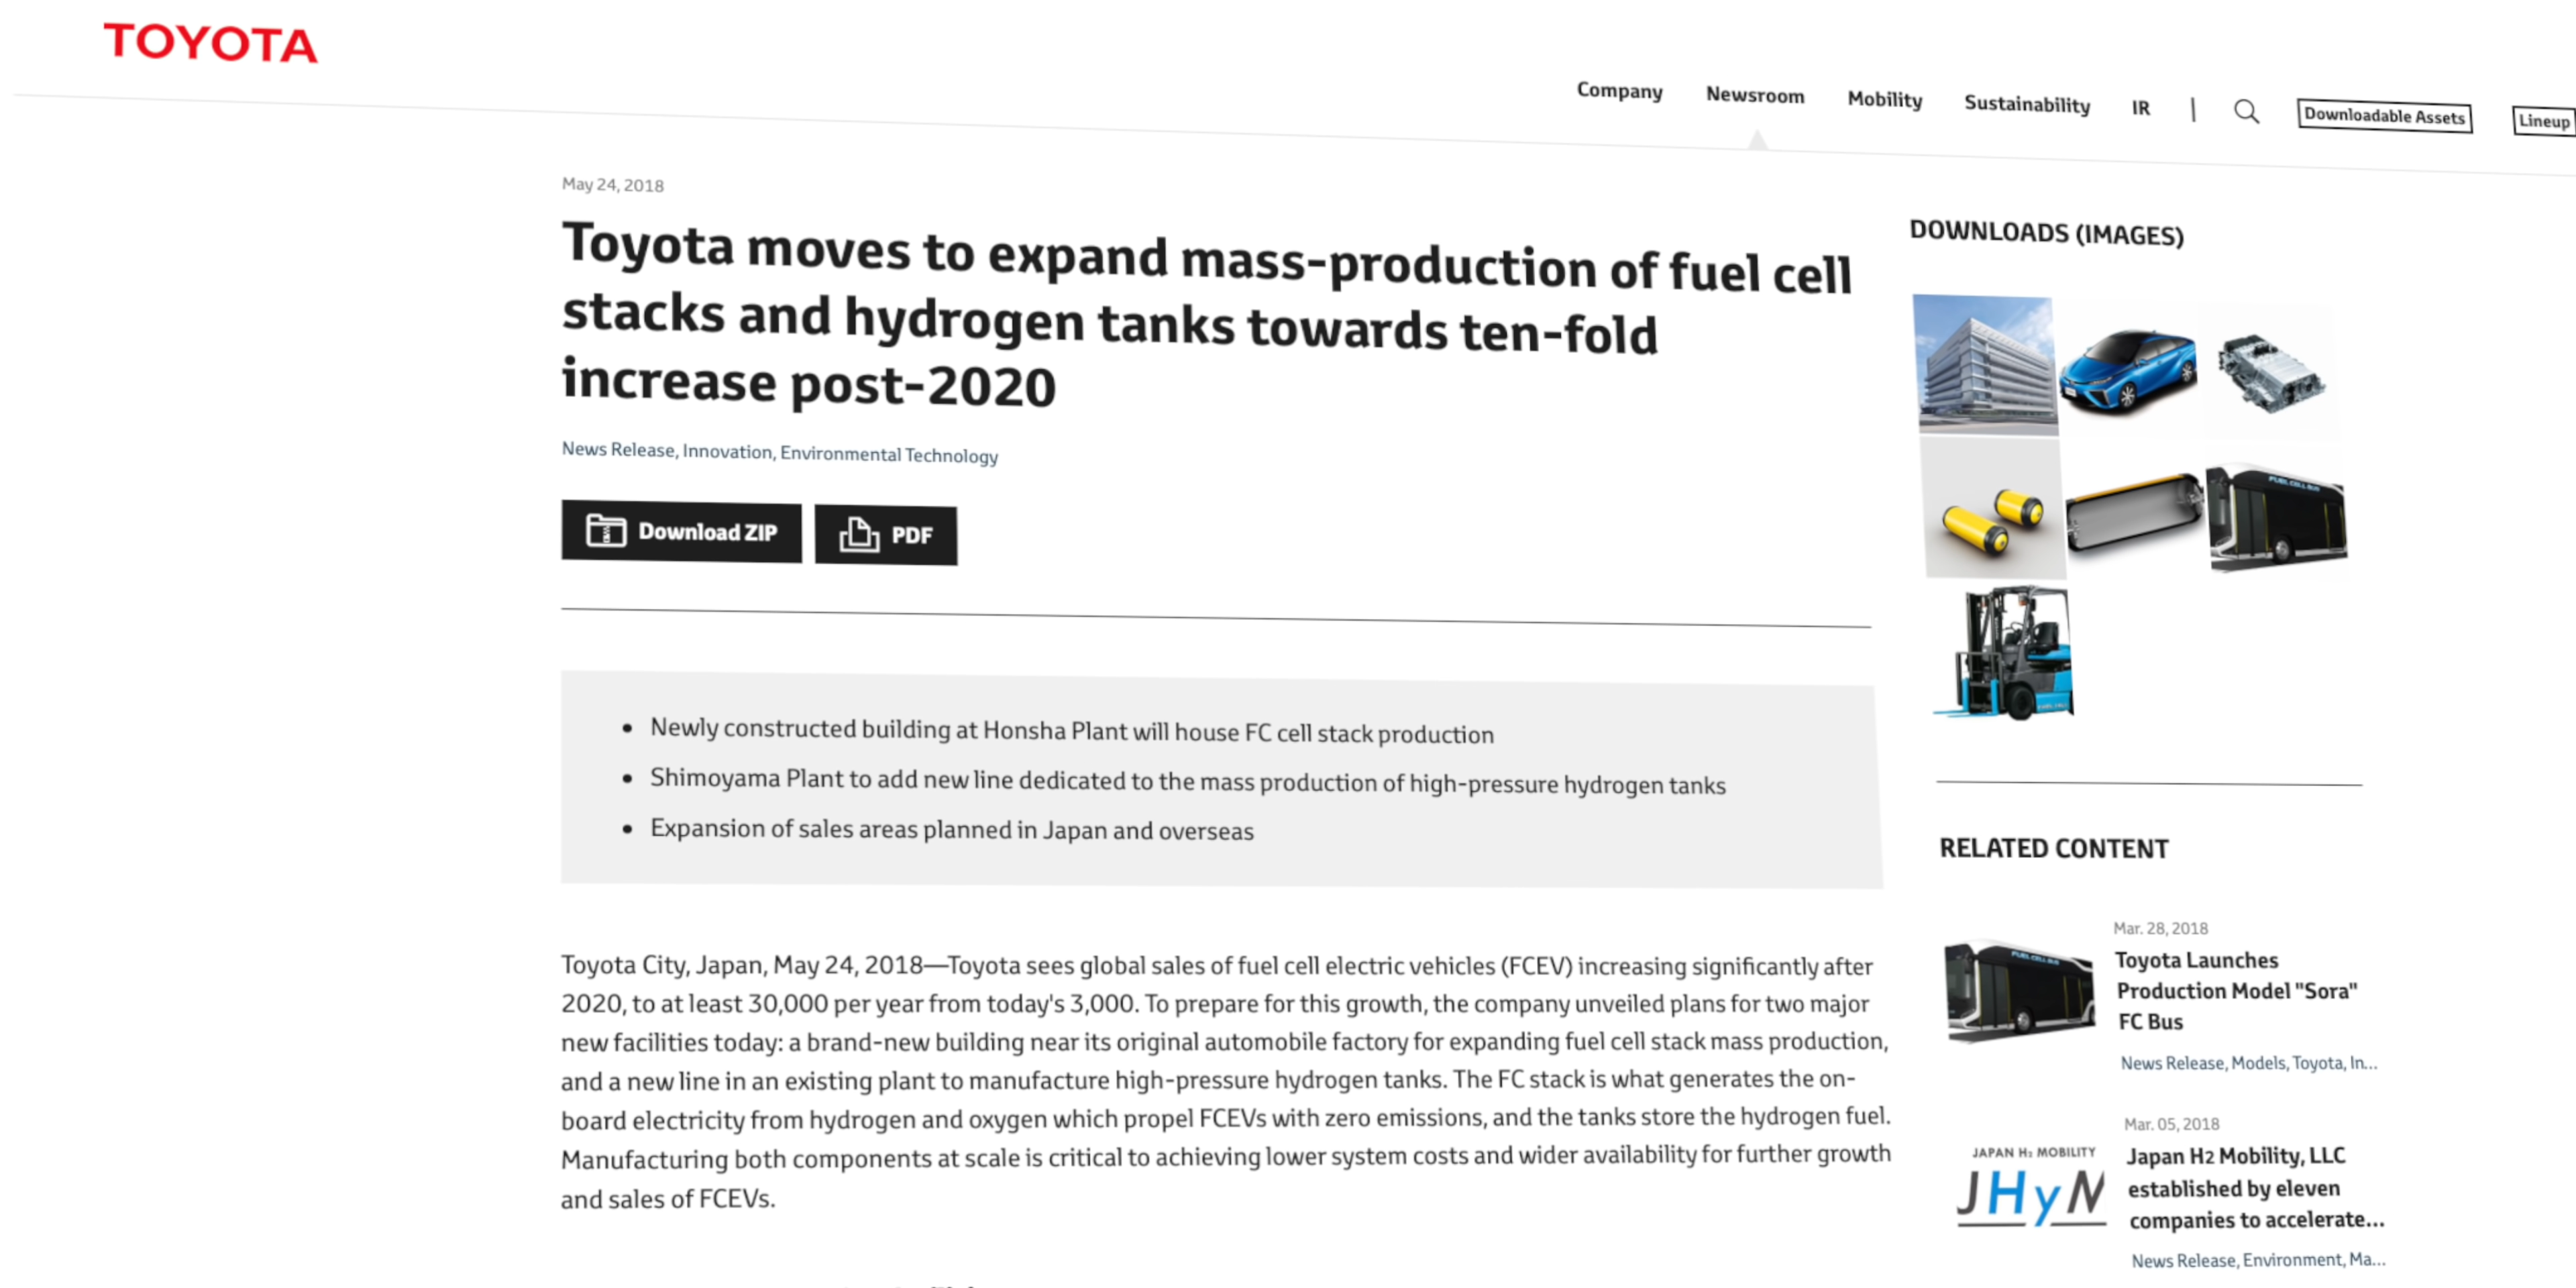 TOYOTA
Company Newsroom Mobility Sustainability IR | Downloadable Assets Lineup
May 24, 2018
Toyota moves to expand mass-production of fuel cell
stacks and hydrogen tanks towards ten-fold
increase post-2020
News Release, Innovation, Environmental Technology
Download ZIP PDF
Newly constructed building at Honsha Plant will house FC cell stack production
Shimoyama Plant to add new line dedicated to the mass production of high-pressure hydrogen tanks
Expansion of sales areas planned in Japan and overseas
Toyota City, Japan, May 24, 2018—Toyota sees global sales of fuel cell electric vehicles (FCEV) increasing significantly after
2020, to at least 30,000 per year from today's 3,000. To prepare for this growth, the company unveiled plans for two major
new facilities today: a brand-new building near its original automobile factory for expanding fuel cell stack mass production,
and a new line in an existing plant to manufacture high-pressure hydrogen tanks. The FC stack is what generates the on-
board electricity from hydrogen and oxygen which propel FCEVs with zero emissions, and the tanks store the hydrogen fuel.
Manufacturing both components at scale is critical to achieving lower system costs and wider availability for further growth
and sales of FCEVs.
DOWNLOADS (IMAGES)
FUEL CELL BUS
RELATED CONTENT
FUEL CELL BUS
Mar. 28, 2018
Toyota Launches
Production Model "Sora"
FC Bus
News Release, Models, Toyota, In...
JAPAN H2 MOBILITY
JHyM
Mar. 05, 2018
Japan H2 Mobility, LLC
established by eleven
companies to accelerate...
News Release, Environment, Ma...